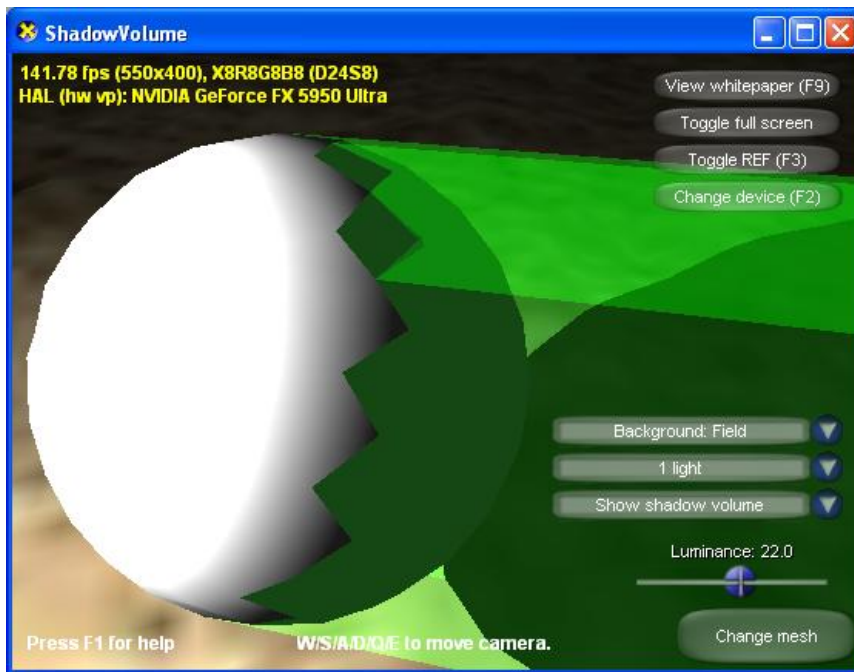 ShadowVolume
141.78 fps (550x400), X8R8G8B8 (D24S8)
HAL (hw vp): NVIDIA GeForce FX 5950 Ultra
View whitepaper (F9)
Toggle full screen
Toggle REF (F3)
Change device (F2)
Background: Field
1 light
Show shadow volume
Luminance: 22.0
Change mesh
Press F1 for help
W/S/A/D/Q/E to move camera.